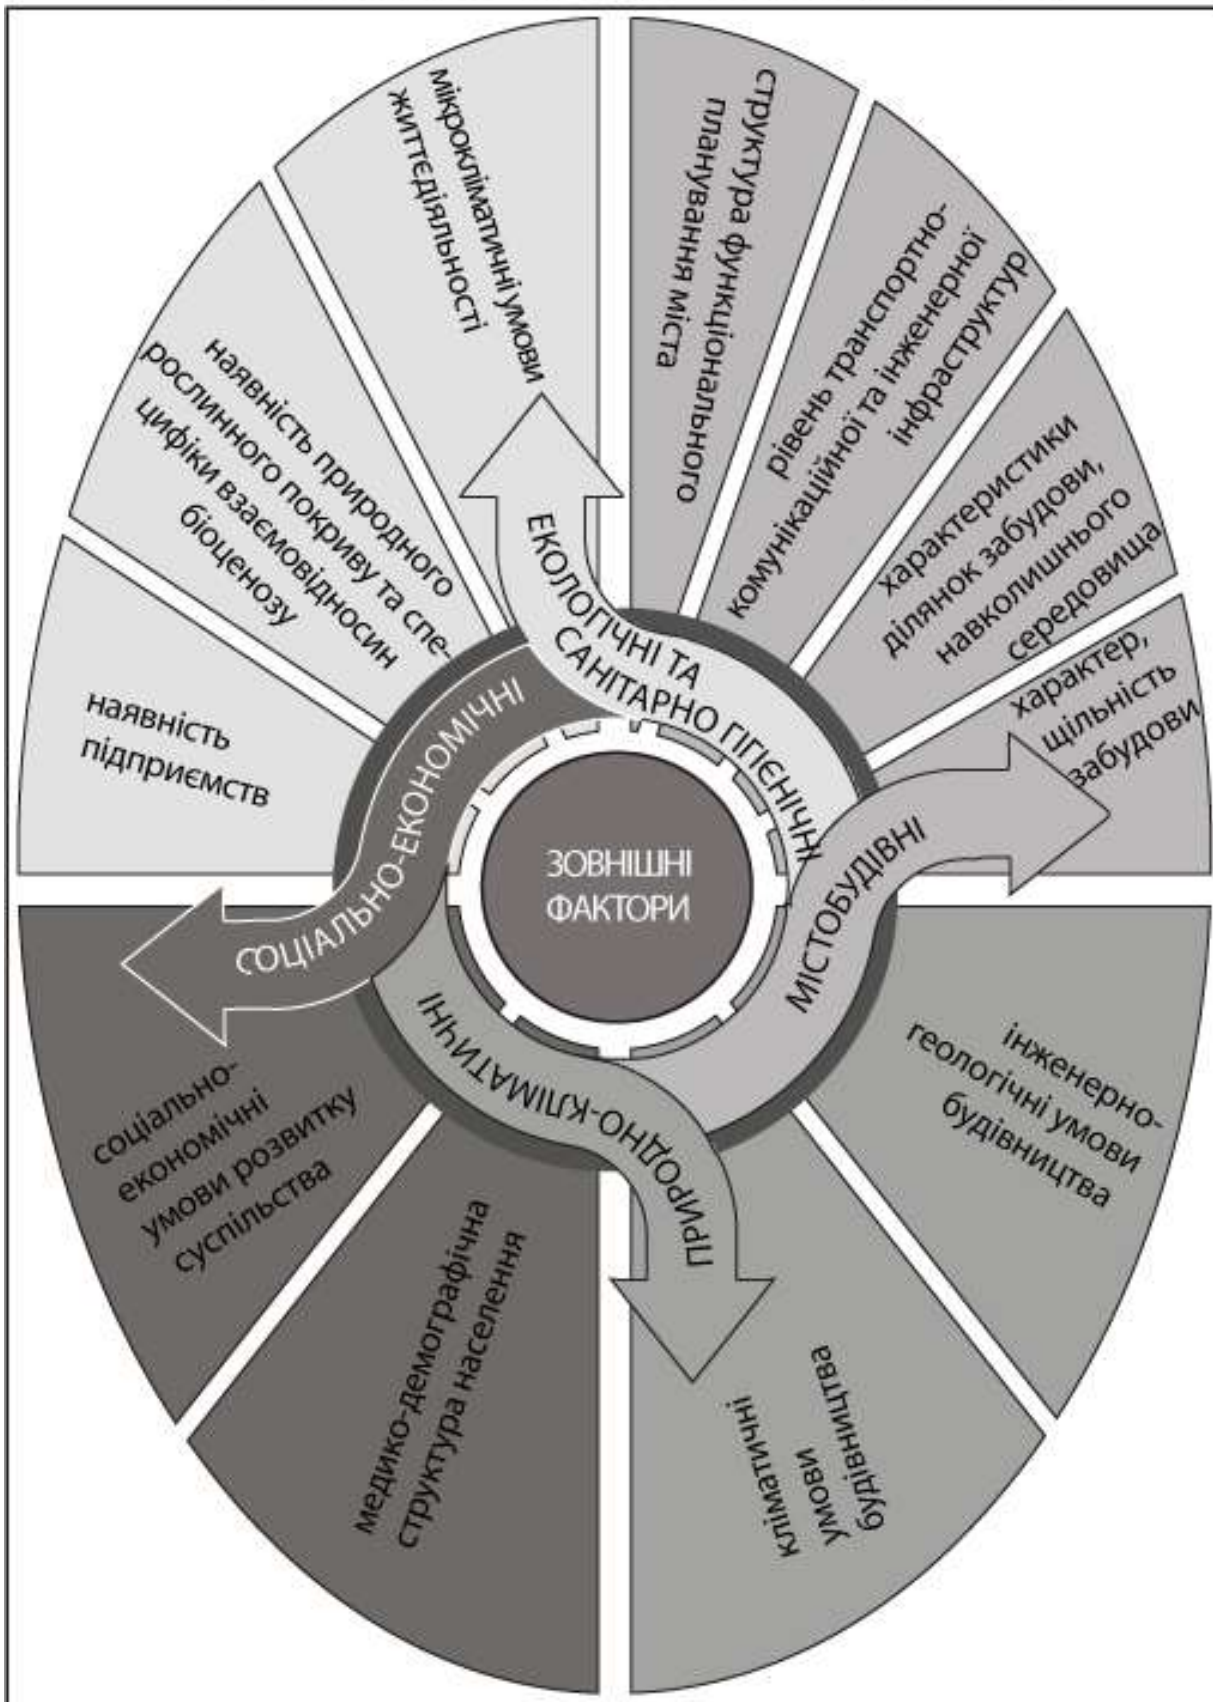 мікрокліматичні умови
життєдіяльності
структура функціонального
планування міста
рівень транспортно-
комунікаційної та інженерної
інфраструктур
наявність природного
рослинного покриву та спе-
цифіки взаємовідносин
біоценозу
характеристики
ділянок забудови,
навколишнього
середовища
наявність
підприємств
характер,
щільність
забудови
ЕКОЛОГІЧНІ ТА
САНІТАРНО ГІГІЄНІЧНІ
СОЦІАЛЬНО-ЕКОНОМІЧНІ
ЗОВНІШНІ
ФАКТОРИ
МІСТОБУДІВНІ
ПРИРОДНО-КЛІМАТИЧНІ
соціально-
економічні
умови розвитку
суспільства
інженерно-
геологічні умови
будівництва
медико-демографічна
структура населення
кліматичні
умови
будівництва